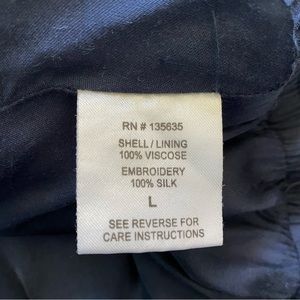 RN # 135635
SHELL / LINING
100% VISCOSE
EMBROIDERY
100% SILK
L
SEE REVERSE FOR
CARE INSTRUCTIONS